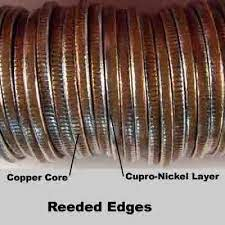 Copper Core
Cupro-Nickel Layer
Reeded Edges